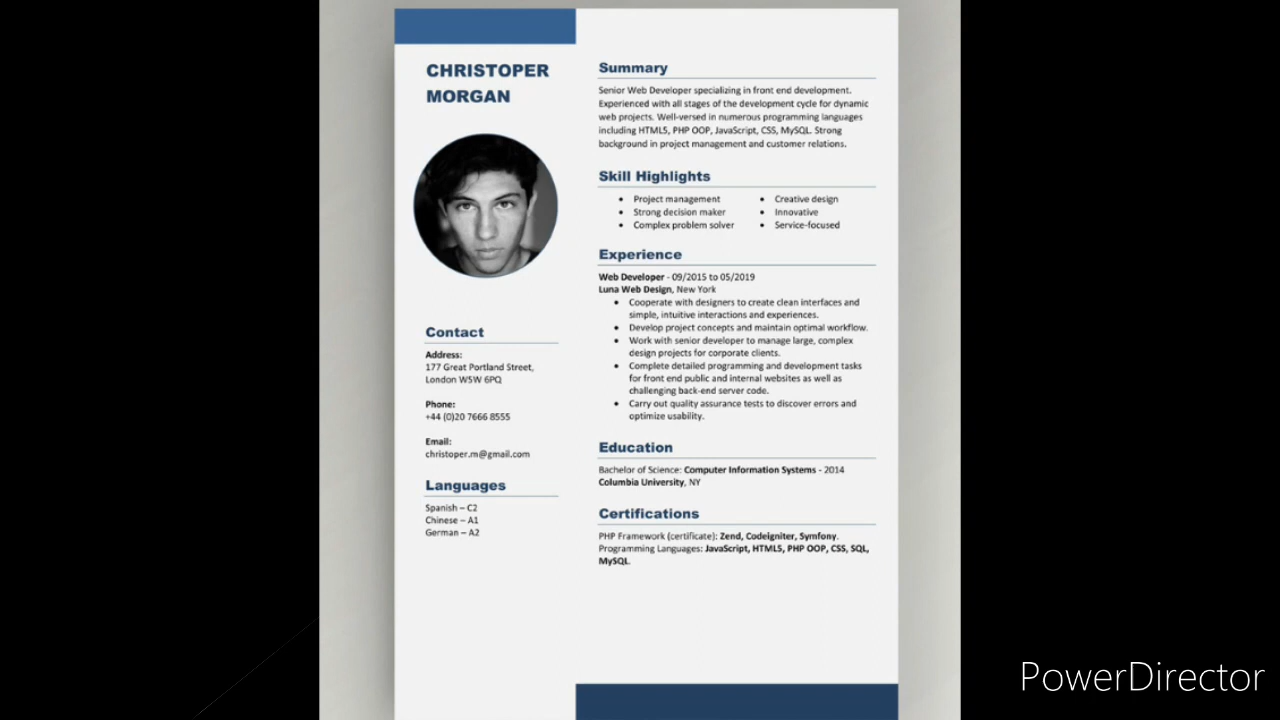 CHRISTOPER
MORGAN
Contact
Address:
177 Great Portland Street,
London W5W 6PQ
Phone:
+44 (0)20 7666 8555
Email:
christoper.m@gmail.com
Languages
Spanish – C2
Chinese – A1
German – A2
Summary
Senior Web Developer specializing in front end development.
Experienced with all stages of the development cycle for dynamic
web projects. Well-versed in numerous programming languages
including HTML5, PHP OOP, JavaScript, CSS, MySQL. Strong
background in project management and customer relations.
Skill Highlights
• Project management
• Strong decision maker
• Complex problem solver
• Creative design
• Innovative
• Service-focused
Experience
Web Developer - 09/2015 to 05/2019
Luna Web Design, New York
• Cooperate with designers to create clean interfaces and
simple, intuitive interactions and experiences.
• Develop project concepts and maintain optimal workflow.
• Work with senior developer to manage large, complex
design projects for corporate clients.
• Complete detailed programming and development tasks
for front end public and internal websites as well as
challenging back-end server code.
• Carry out quality assurance tests to discover errors and
optimize usability.
Education
Bachelor of Science: Computer Information Systems - 2014
Columbia University, NY
Certifications
PHP Framework (certificate): Zend, Codeigniter, Symfony.
Programming Languages: JavaScript, HTML5, PHP OOP, CSS, SQL,
MySQL.
PowerDirector